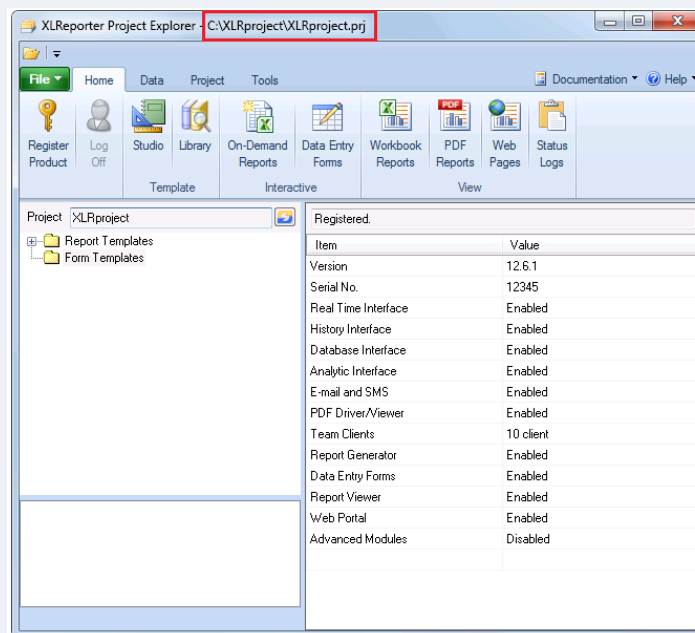 XLReporter Project Explorer - C:\XLRproject\XLRproject.prj
File Home Data Project Tools Documentation Help
Register Product
Log Off
Studio
Library
On-Demand Reports
Data Entry Forms
Workbook Reports
PDF Reports
Web Pages
Status Logs
Template
Interactive
View
Project XLRproject
Report Templates
Form Templates
Registered.
Item Value
Version 12.6.1
Serial No. 12345
Real Time Interface Enabled
History Interface Enabled
Database Interface Enabled
Analytic Interface Enabled
E-mail and SMS Enabled
PDF Driver/Viewer Enabled
Team Clients 10 client
Report Generator Enabled
Data Entry Forms Enabled
Report Viewer Enabled
Web Portal Enabled
Advanced Modules Disabled